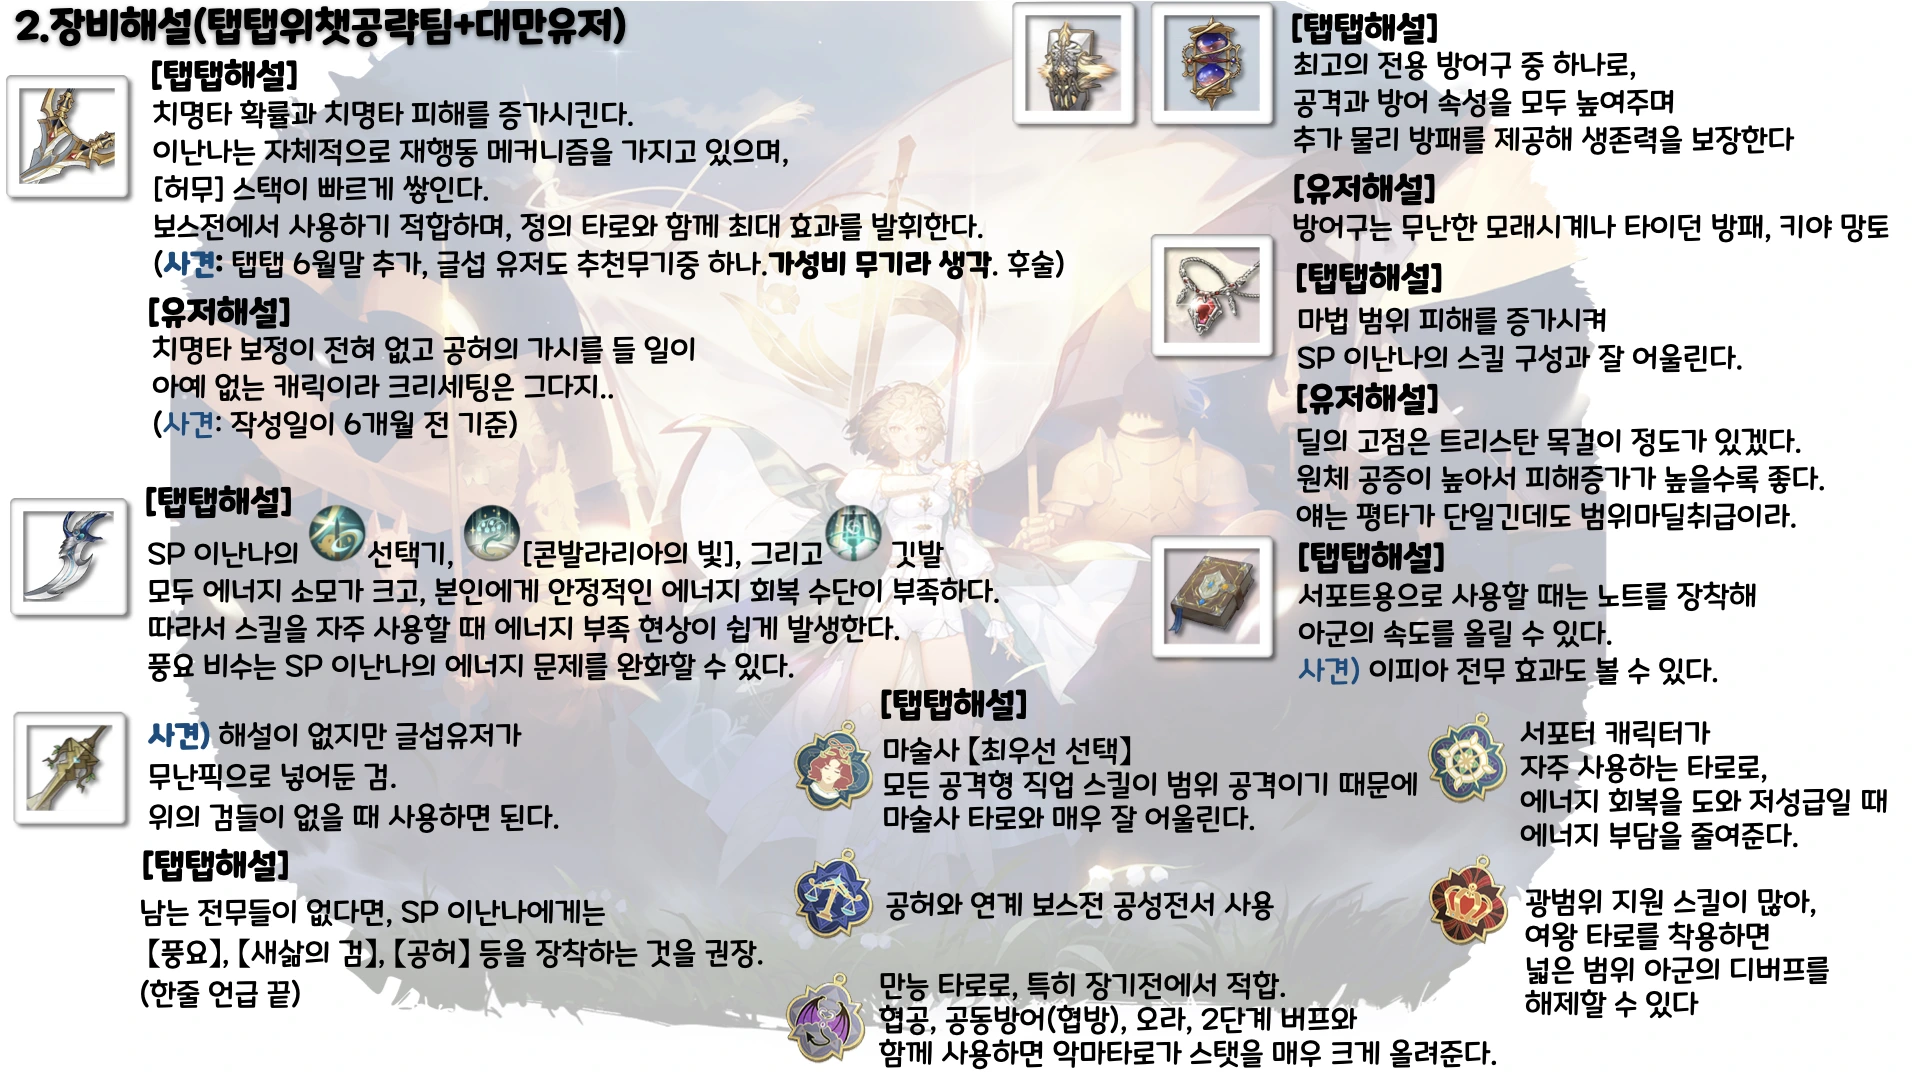 2.장비해설(탭탭위챗공략팀+대만유저)
[탭탭해설]
치명타 확률과 치명타 피해를 증가시킨다.
이난나는 자체적으로 재행동 메커니즘을 가지고 있으며,
[허무] 스택이 빠르게 쌓인다.
보스전에서 사용하기 적합하며, 정의 타로와 함께 최대 효과를 발휘한다.
(사견: 탭탭 6월말 추가, 글섭 유저도 추천무기중 하나.가성비 무기라 생각. 후술)
[유저해설]
치명타 보정이 전혀 없고 공허의 가시를 들 일이
아예 없는 캐릭이라 크리세팅은 그다지..
(사견: 작성일이 6개월 전 기준)
[탭탭해설]
SP 이난나의 선택기, [콘발라리아의 빛], 그리고 깃발
모두 에너지 소모가 크고, 본인에게 안정적인 에너지 회복 수단이 부족하다.
따라서 스킬을 자주 사용할 때 에너지 부족 현상이 쉽게 발생한다.
풍요 비수는 SP 이난나의 에너지 문제를 완화할 수 있다.
사견) 해설이 없지만 글섭유저가
무난픽으로 넣어둔 검.
위의 검들이 없을 때 사용하면 된다.
[탭탭해설]
남는 전무들이 없다면, SP 이난나에게는
【풍요】, 【새삶의 검】, 【공허】 등을 장착하는 것을 권장.
(한줄 언급 끝)
[탭탭해설]
최고의 전용 방어구 중 하나로,
공격과 방어 속성을 모두 높여주며
추가 물리 방패를 제공해 생존력을 보장한다
[유저해설]
방어구는 무난한 모래시계나 타이던 방패, 키야 망토
[탭탭해설]
마법 범위 피해를 증가시켜
SP 이난나의 스킬 구성과 잘 어울린다.
[유저해설]
딜의 고점은 트리스탄 목걸이 정도가 있겠다.
원체 공증이 높아서 피해증가가 높을수록 좋다.
얘는 평타가 단일긴데도 범위마딜취급이라.
[탭탭해설]
서포트용으로 사용할 때는 노트를 장착해
아군의 속도를 올릴 수 있다.
사견) 이피아 전무 효과도 볼 수 있다.
[탭탭해설]
마술사 【최우선 선택】
모든 공격형 직업 스킬이 범위 공격이기 때문에
마술사 타로와 매우 잘 어울린다.
공허와 연계 보스전 공성전서 사용
만능 타로로, 특히 장기전에서 적합.
협공, 공동방어(협방), 오라, 2단계 버프와
함께 사용하면 악마타로가 스탯을 매우 크게 올려준다.
서포터 캐릭터가
자주 사용하는 타로로,
에너지 회복을 도와 저성급일 때
에너지 부담을 줄여준다.
광범위 지원 스킬이 많아,
여왕 타로를 착용하면
넓은 범위 아군의 디버프를
해제할 수 있다